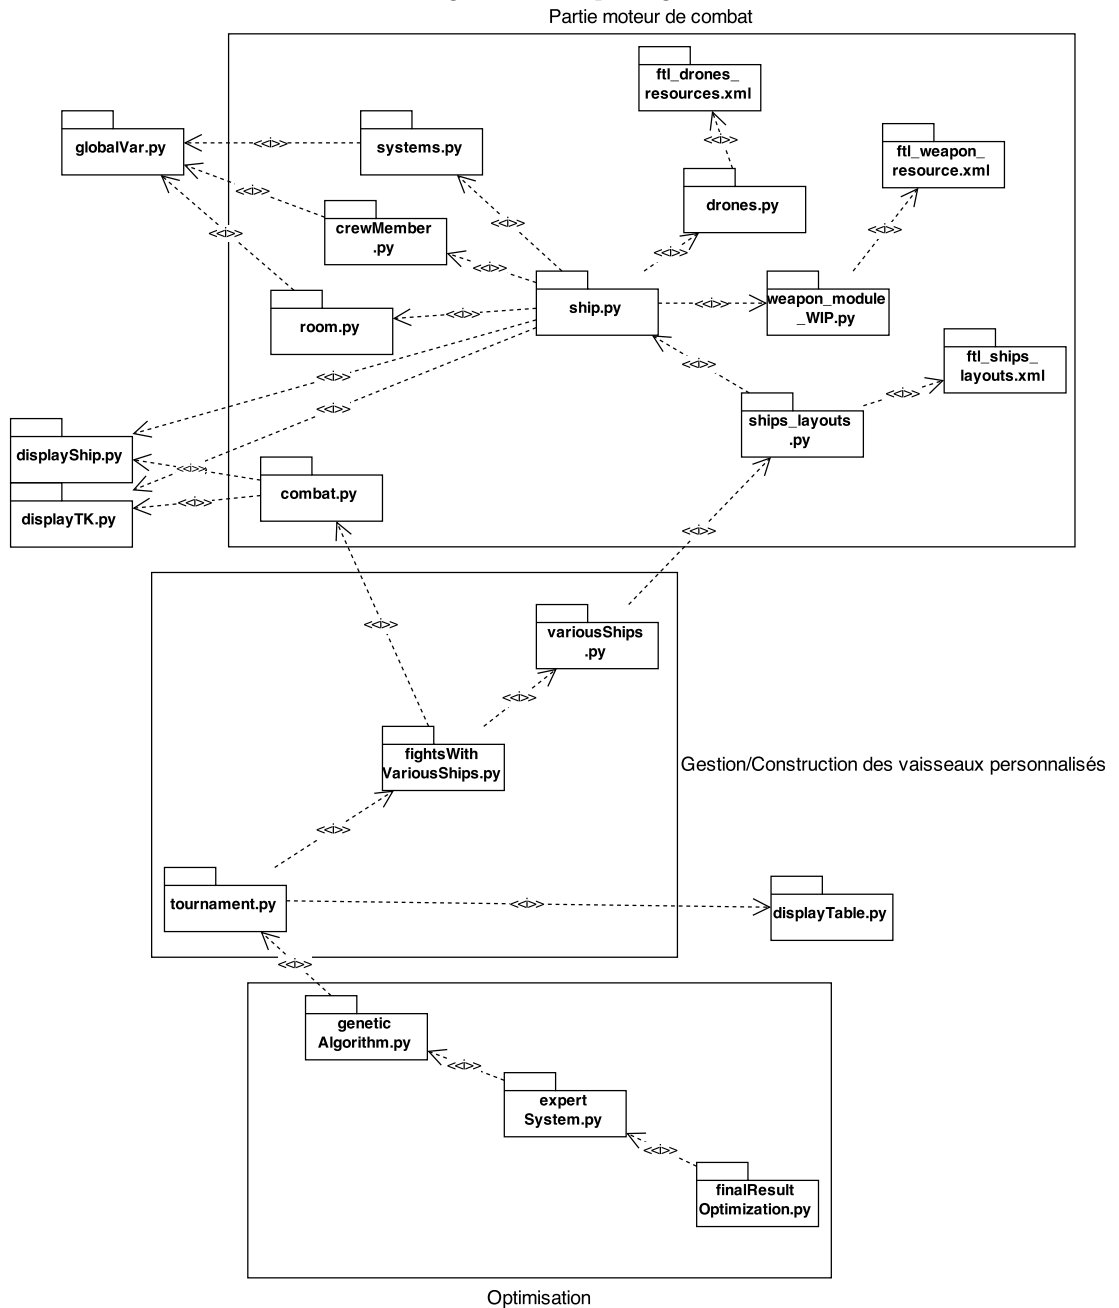 Partie moteur de combat
ftl_drones_
resources.xml
globalVar.py
systems.py
ftl_weapon_
resource.xml
drones.py
crewMember
.py
ship.py
weapon_module
_WIP.py
room.py
ftl_ships_
layouts.xml
ships_layouts
.py
displayShip.py
combat.py
displayTK.py
variousShips
.py
fightsWith
VariousShips.py
Gestion/Construction des vaisseaux personnalisés
tournament.py
displayTable.py
genetic
Algorithm.py
expert
System.py
finalResult
Optimization.py
Optimisation